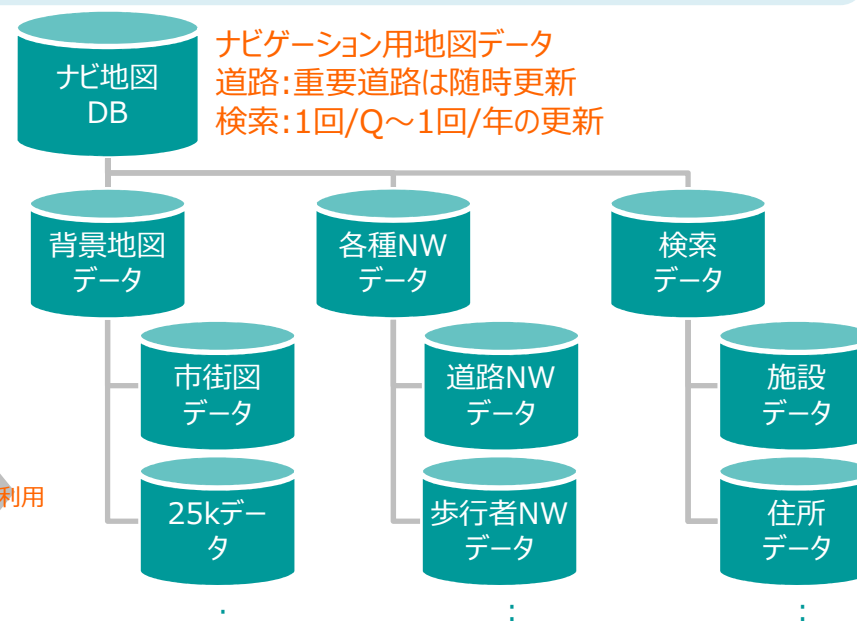 ナビ地図
DB
ナビゲーション用地図データ
道路:重要道路は随時更新
検索:1回/Q～1回/年の更新
背景地図
データ
各種NW
データ
検索
データ
市街図
データ
道路NW
データ
施設
データ
利用
25kデー
タ
歩行者NW
データ
住所
データ